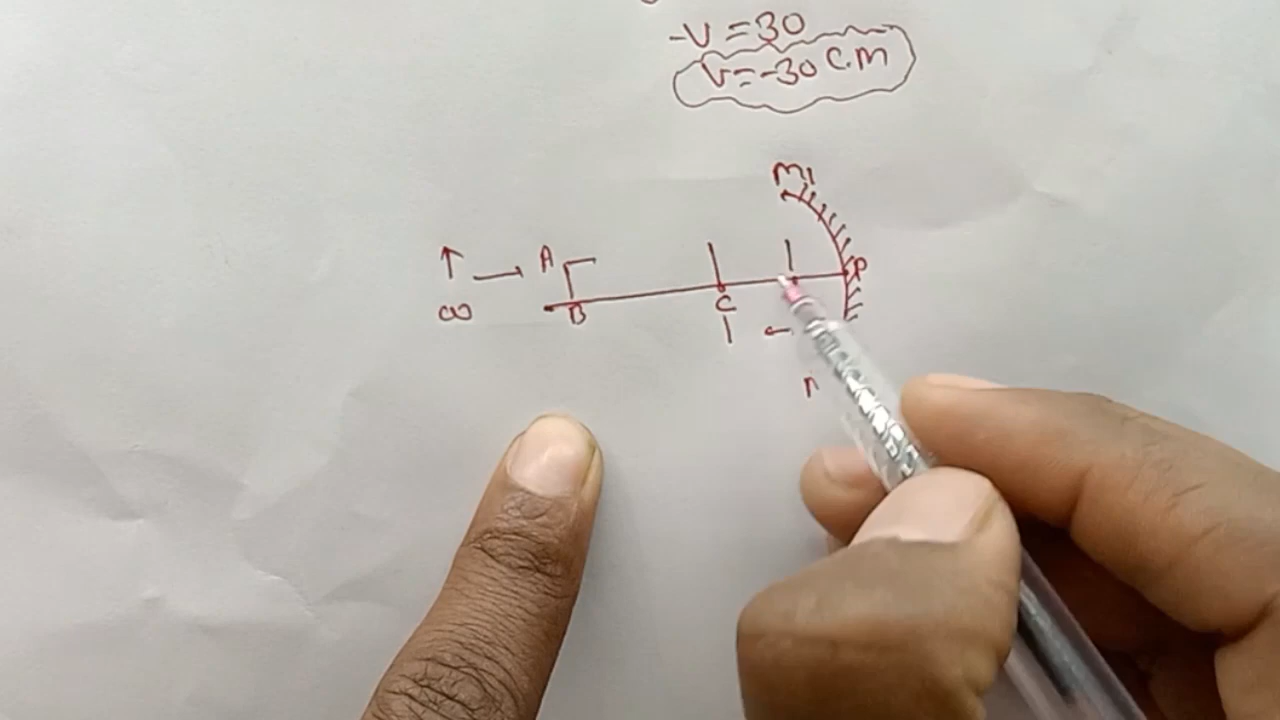 -V = 30
V = -30 C.M
M1
A
P
∞
B
C